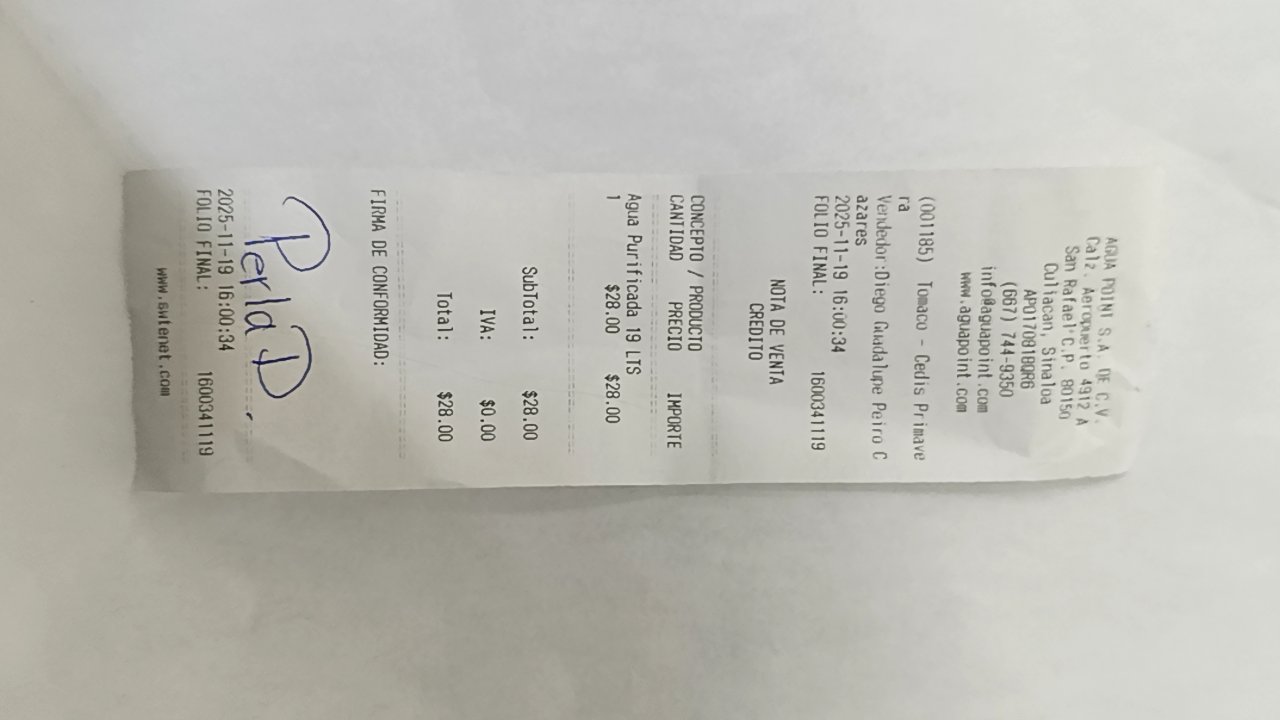 AGUA POINT S.A. DE C.V.
Calz. Aeropuerto 4912 A
San Rafael C.P. 80150
Culiacan, Sinaloa
APO170818QR6
(667) 744-9350
info@aguapoint.com
www.aguapoint.com
(001185) Tomaco - Cedis Primave
ra
Vendedor:Diego Guadalupe Peiro C
azares
2025-11-19 16:00:34
FOLIO FINAL: 1600341119
NOTA DE VENTA
CREDITO
CONCEPTO / PRODUCTO
CANTIDAD PRECIO IMPORTE
Agua Purificada 19 LTS
1 $28.00 $28.00
SubTotal: $28.00
IVA: $0.00
Total: $28.00
FIRMA DE CONFORMIDAD:
Perla D.
2025-11-19 16:00:34
FOLIO FINAL: 1600341119
www.swtenet.com